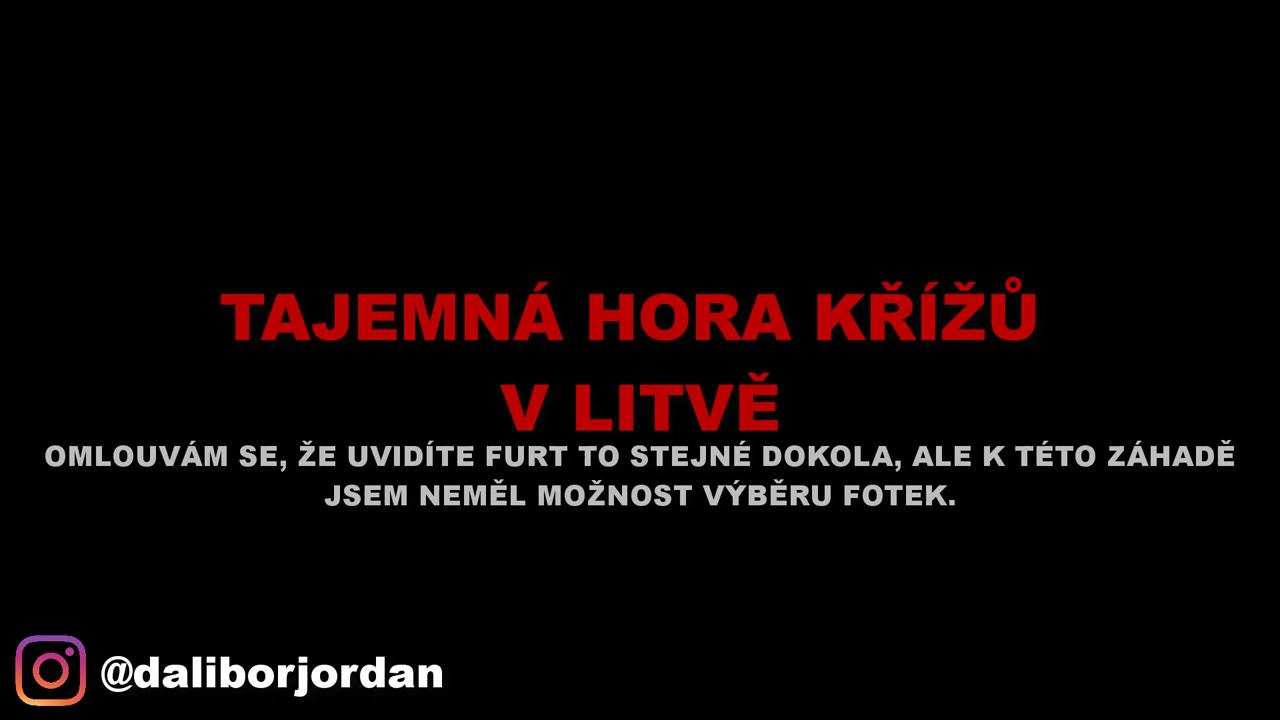 TAJEMNÁ HORA KŘÍŽŮ
V LITVĚ
OMLOUVÁM SE, ŽE UVIDÍTE FURT TO STEJNÉ DOKOLA, ALE K TÉTO ZÁHADĚ
JSEM NEMĚL MOŽNOST VÝBĚRU FOTEK.
@daliborjordan